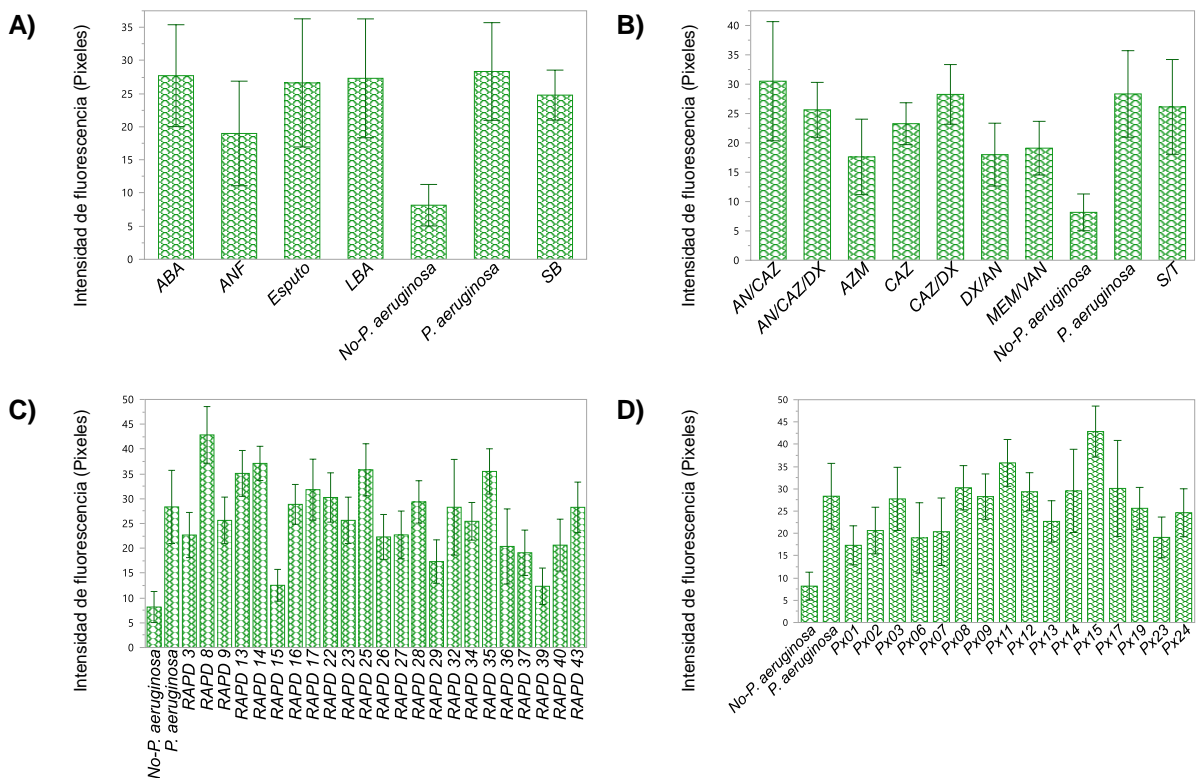 A)
Intensidad de fluorescencia (Pixeles)
35
30
25
20
15
10
5
0
ABA
ANF
Esputo
LBA
No-P. aeruginosa
P. aeruginosa
SB
B)
Intensidad de fluorescencia (Pixeles)
40
35
30
25
20
15
10
5
0
AN/CAZ
AN/CAZ/DX
AZM
CAZ
CAZ/DX
DX/AN
MEM/VAN
No-P. aeruginosa
P. aeruginosa
S/T
C)
Intensidad de fluorescencia (Pixeles)
50
45
40
35
30
25
20
15
10
5
0
No-P. aeruginosa
P. aeruginosa
RAPD 3
RAPD 8
RAPD 9
RAPD 13
RAPD 14
RAPD 15
RAPD 16
RAPD 17
RAPD 22
RAPD 23
RAPD 25
RAPD 26
RAPD 27
RAPD 28
RAPD 29
RAPD 32
RAPD 34
RAPD 35
RAPD 36
RAPD 37
RAPD 39
RAPD 40
RAPD 43
D)
Intensidad de fluorescencia (Pixeles)
50
45
40
35
30
25
20
15
10
5
0
No-P. aeruginosa
P. aeruginosa
Px01
Px02
Px03
Px06
Px07
Px08
Px09
Px11
Px12
Px13
Px14
Px15
Px17
Px19
Px23
Px24